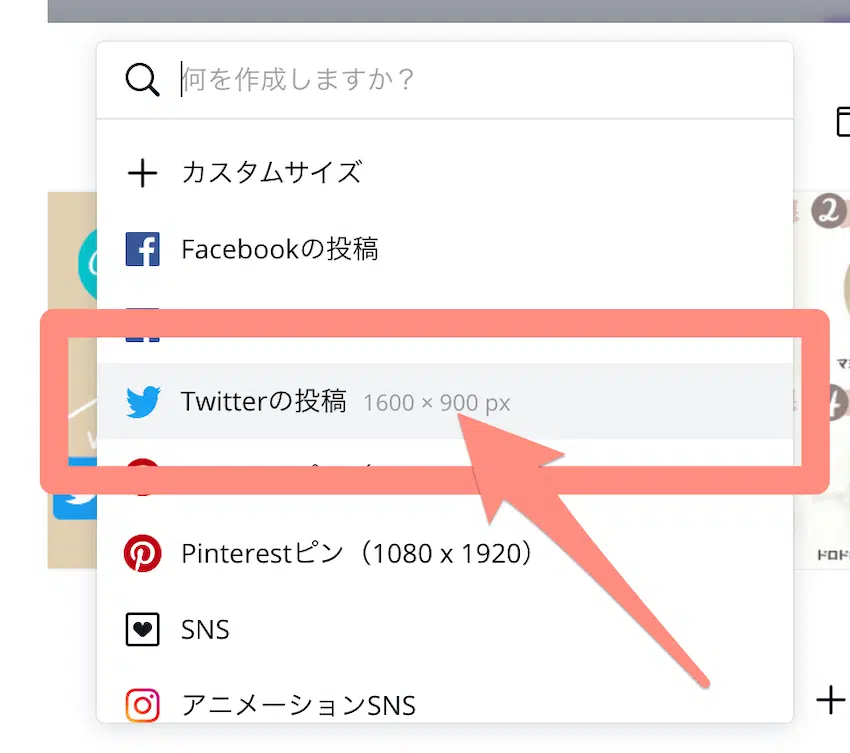 何を作成しますか？
カスタムサイズ
Facebookの投稿
Twitterの投稿 1600 × 900 px
Pinterestピン（1080 x 1920）
SNS
アニメーションSNS
2